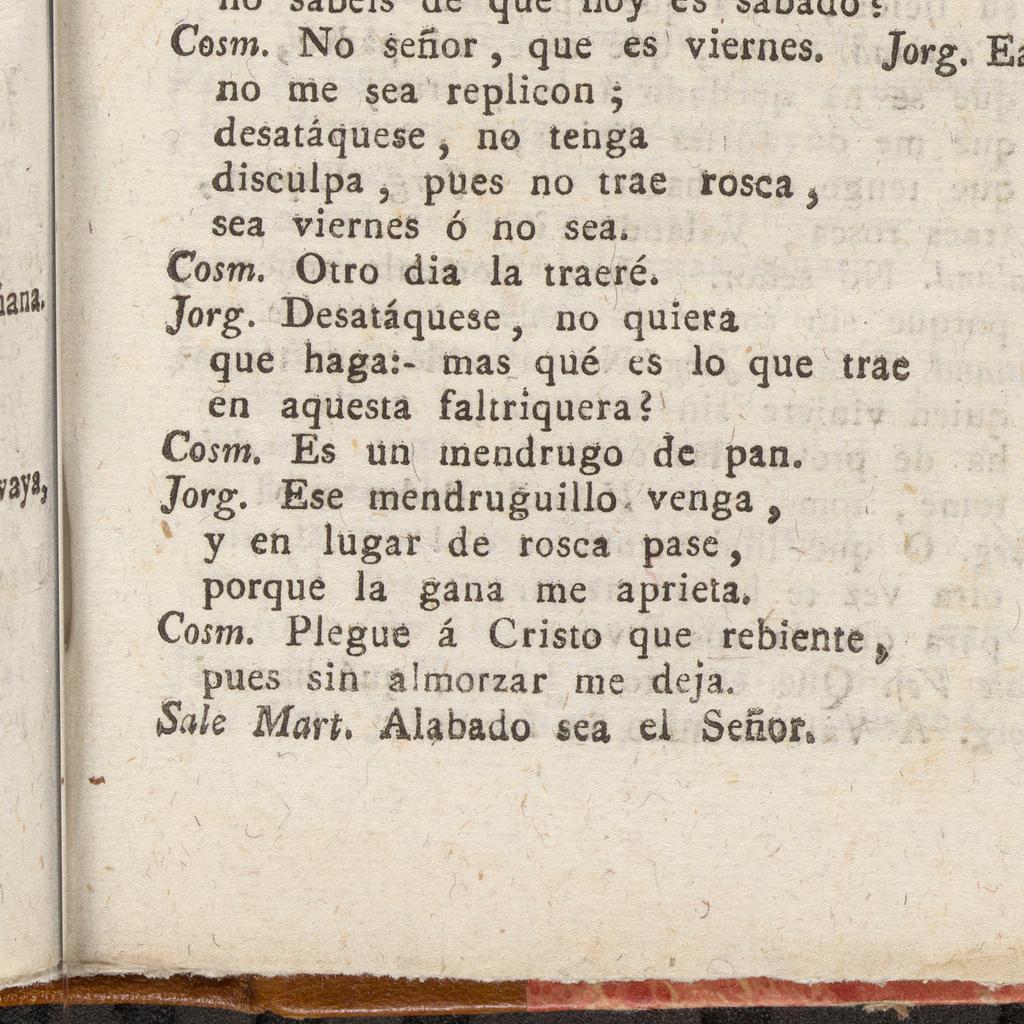 no sabeis de que hoy es sábado?
Cosm. No señor, que es viernes. Jorg. Ea
no me sea replicon;
desatáquese, no tenga
disculpa, pues no trae rosca,
sea viernes ó no sea.
Cosm. Otro dia la traeré.
Jorg. Desatáquese, no quiera
que haga:- mas qué es lo que trae
en aquesta faltriquera?
Cosm. Es un mendrugo de pan.
Jorg. Ese mendruguillo venga,
y en lugar de rosca pase,
porque la gana me aprieta.
Cosm. Plegue á Cristo que rebiente,
pues sin almorzar me deja.
Sale Mart. Alabado sea el Señor.
vaya,